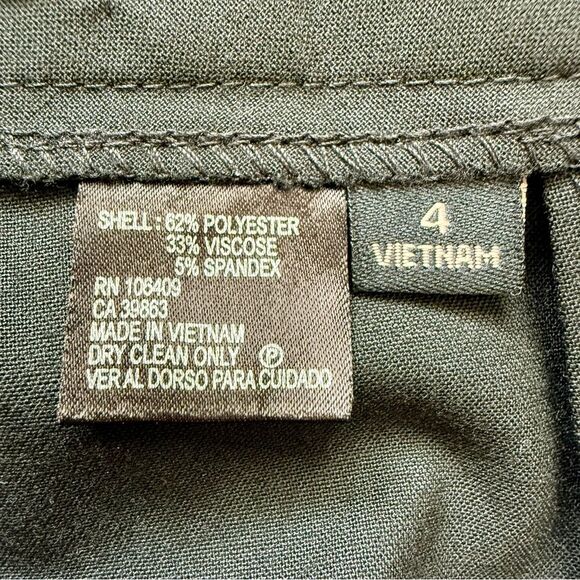 SHELL : 62% POLYESTER
33% VISCOSE
5% SPANDEX
RN 106409
CA 39863
MADE IN VIETNAM
DRY CLEAN ONLY Ⓟ
VER AL DORSO PARA CUIDADO
4
VIETNAM